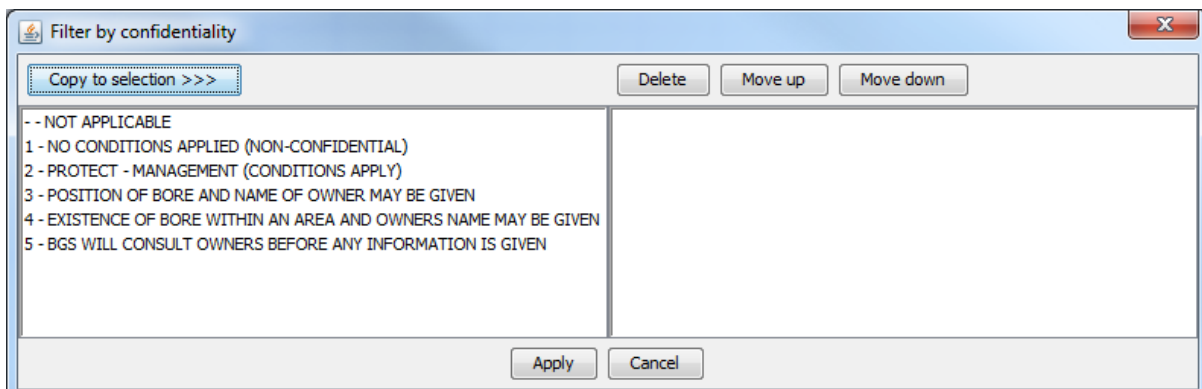 Filter by confidentiality
Copy to selection >>>
Delete
Move up
Move down
- - NOT APPLICABLE
1 - NO CONDITIONS APPLIED (NON-CONFIDENTIAL)
2 - PROTECT - MANAGEMENT (CONDITIONS APPLY)
3 - POSITION OF BORE AND NAME OF OWNER MAY BE GIVEN
4 - EXISTENCE OF BORE WITHIN AN AREA AND OWNERS NAME MAY BE GIVEN
5 - BGS WILL CONSULT OWNERS BEFORE ANY INFORMATION IS GIVEN
Apply
Cancel